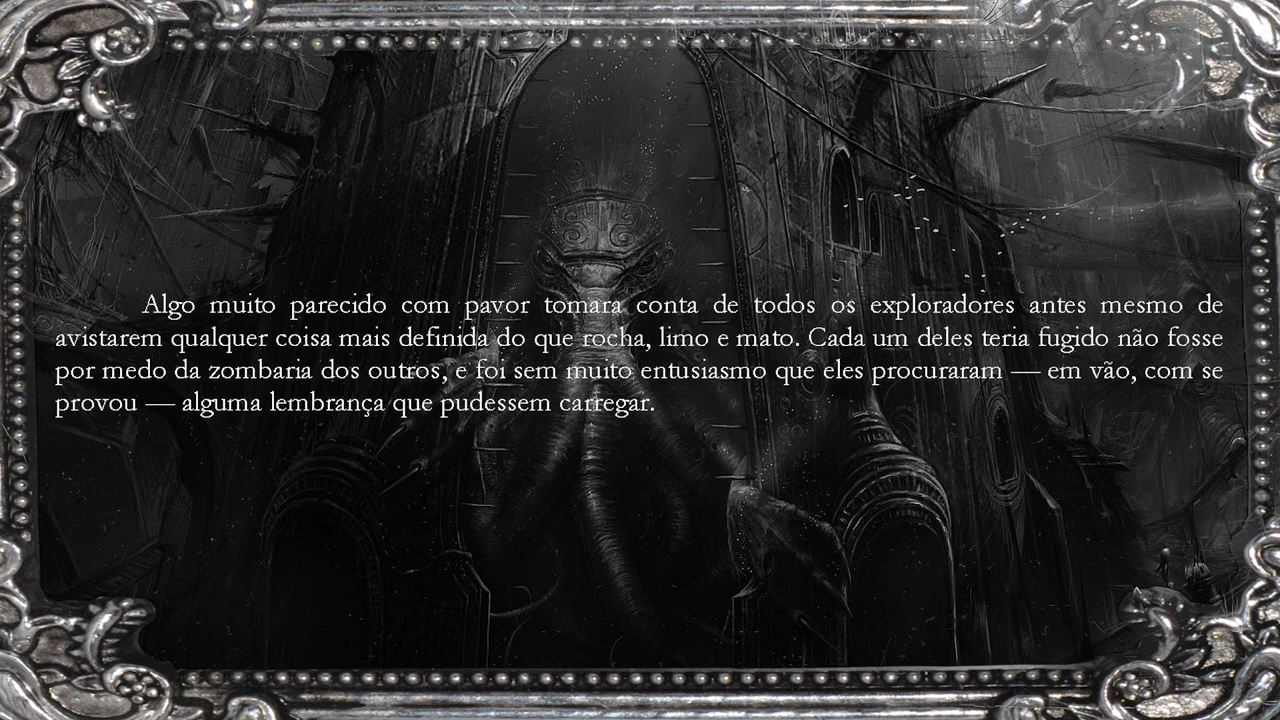 Algo muito parecido com pavor tomara conta de todos os exploradores antes mesmo de
avistarem qualquer coisa mais definida do que rocha, limo e mato. Cada um deles teria fugido não fosse
por medo da zombaria dos outros, e foi sem muito entusiasmo que eles procuraram — em vão, com se
provou — alguma lembrança que pudessem carregar.